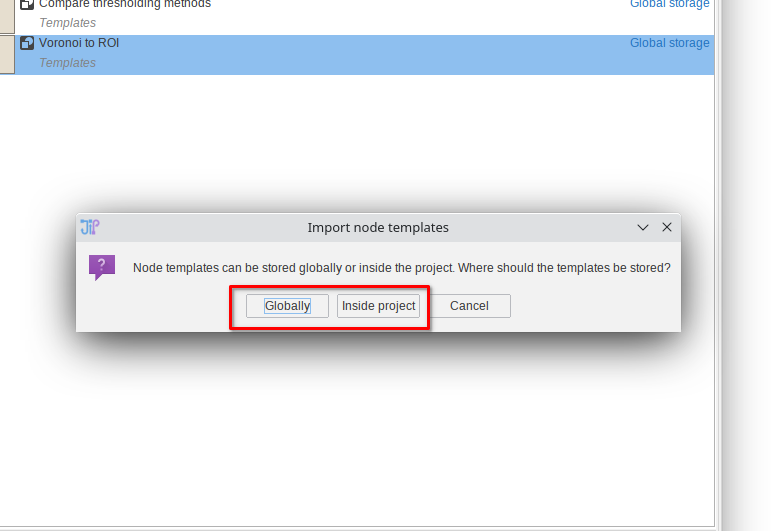 Compare thresholding methods Global storage
Templates
Voronoi to ROI Global storage
Templates
JIP Import node templates
?
Node templates can be stored globally or inside the project. Where should the templates be stored?
Globally Inside project Cancel